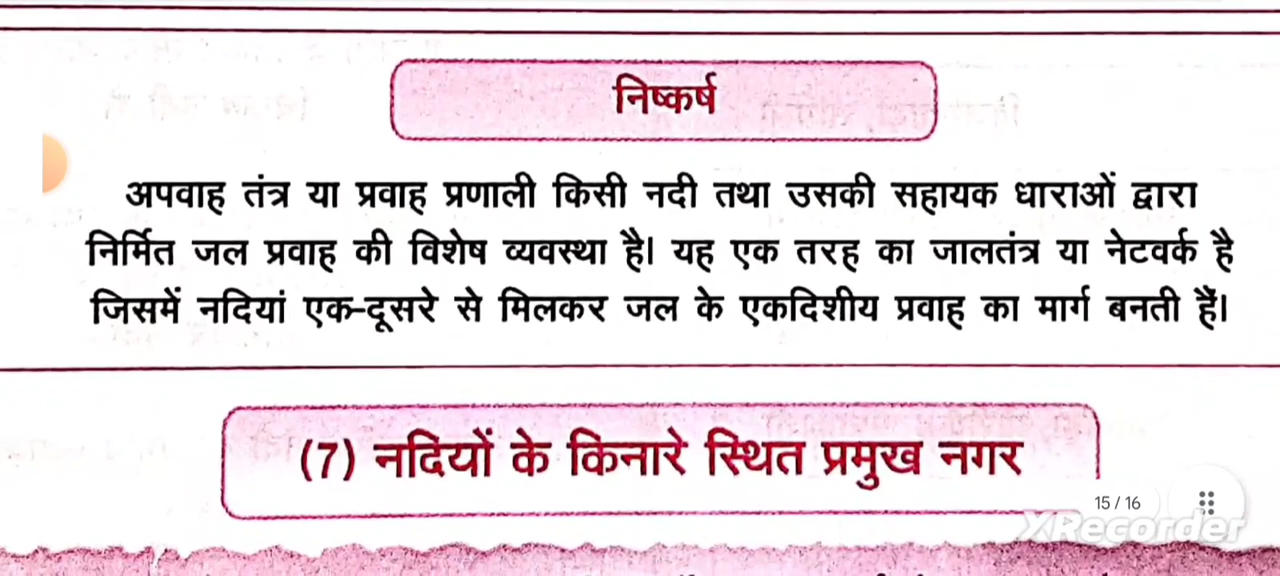 निष्कर्ष
अपवाह तंत्र या प्रवाह प्रणाली किसी नदी तथा उसकी सहायक धाराओं द्वारा
निर्मित जल प्रवाह की विशेष व्यवस्था है। यह एक तरह का जालतंत्र या नेटवर्क है
जिसमें नदियां एक-दूसरे से मिलकर जल के एकदिशीय प्रवाह का मार्ग बनती हैं।
(7) नदियों के किनारे स्थित प्रमुख नगर
15 / 16
XRecorder